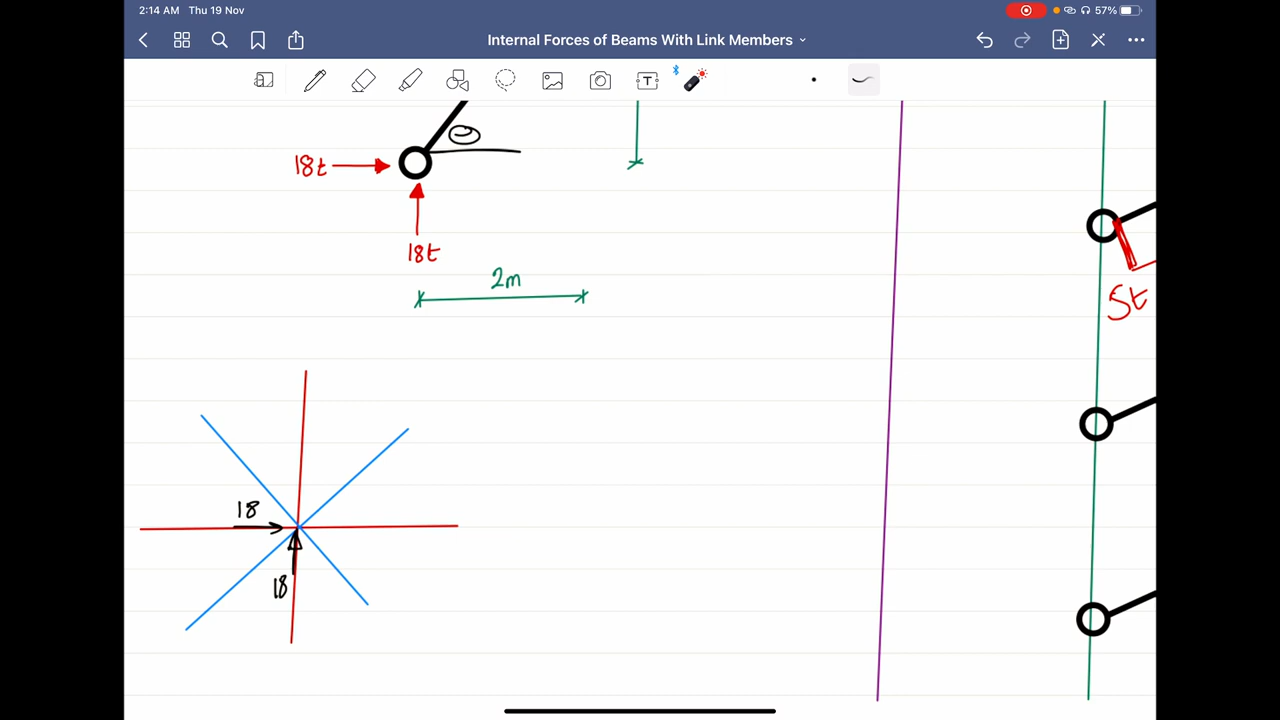 2:14 AM Thu 19 Nov
57%
Internal Forces of Beams With Link Members
T
Θ
18t
18t
2m
5t
18
18